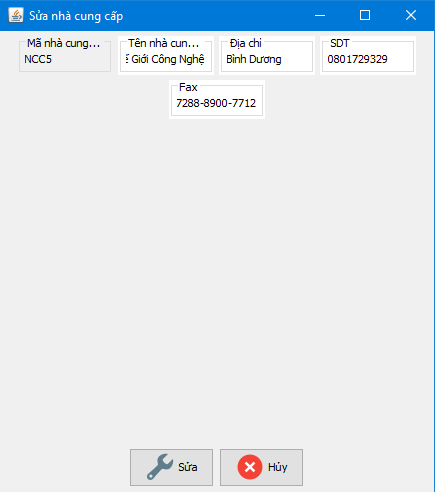 Sửa nhà cung cấp
Mã nhà cung... Tên nhà cun... Địa chỉ SDT
NCC5 ế Giới Công Nghệ Bình Dương 0801729329
Fax
7288-8900-7712
Sửa Hủy